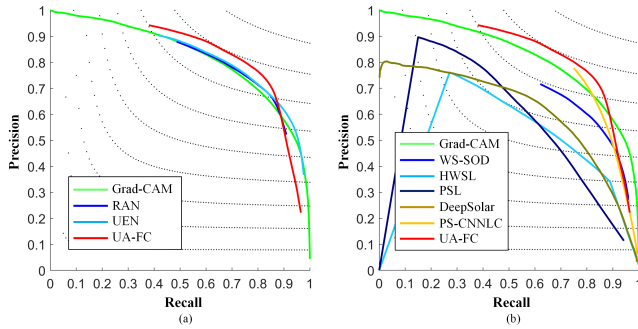 1
0.9
0.8
0.7
0.6
0.5
0.4
0.3
0.2
0.1
0
Precision
0 0.1 0.2 0.3 0.4 0.5 0.6 0.7 0.8 0.9 1
Recall
(a)
Grad-CAM
RAN
UEN
UA-FC
1
0.9
0.8
0.7
0.6
0.5
0.4
0.3
0.2
0.1
0
Precision
0 0.1 0.2 0.3 0.4 0.5 0.6 0.7 0.8 0.9 1
Recall
(b)
Grad-CAM
WS-SOD
HWSL
PSL
DeepSolar
PS-CNNLC
UA-FC